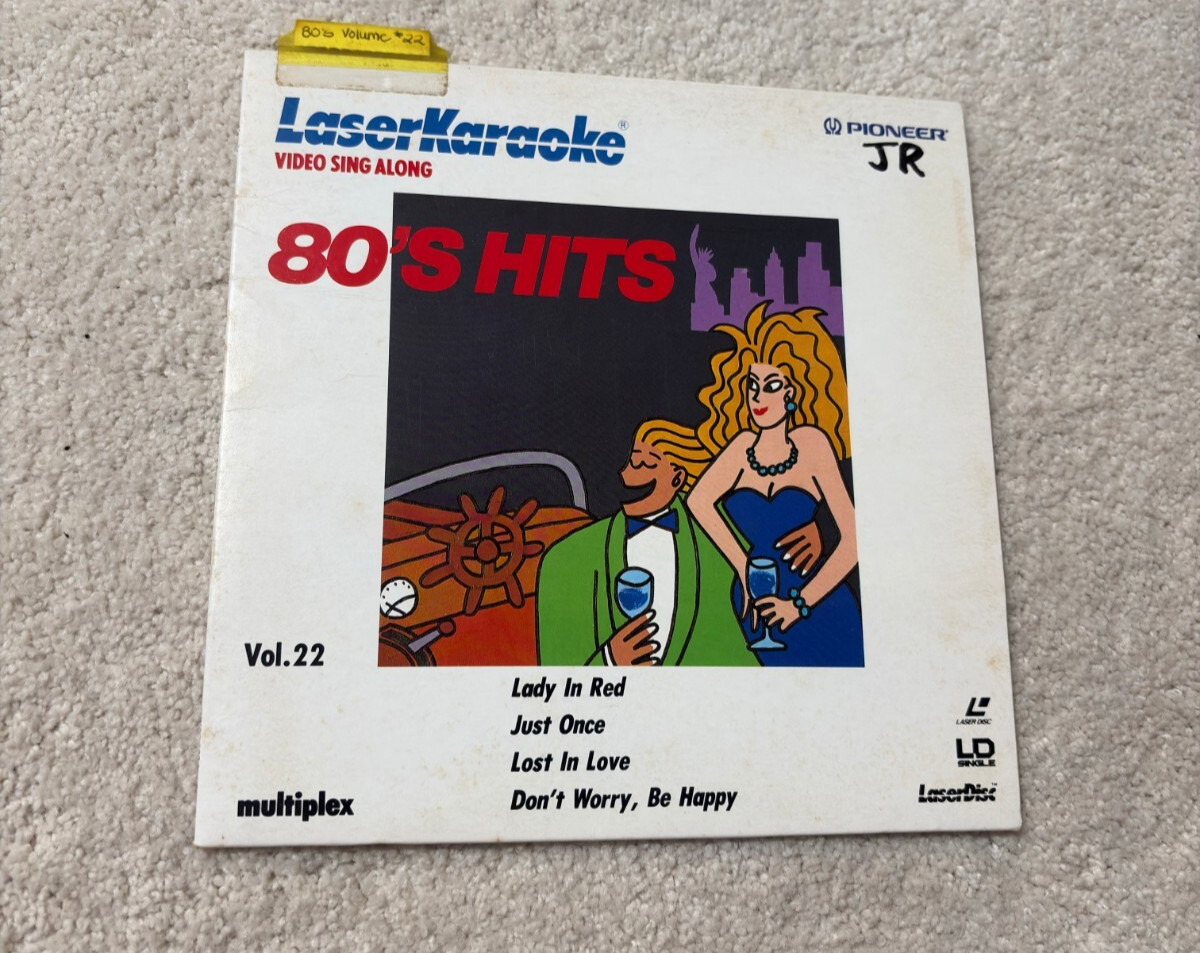 80's Volume #22
LaserKaraoke®
VIDEO SING ALONG
PIONEER®
JR
80'S HITS
Vol.22
Lady In Red
Just Once
Lost In Love
Don't Worry, Be Happy
multiplex
LASER DISC
LD
SINGLE
LaserDisc™